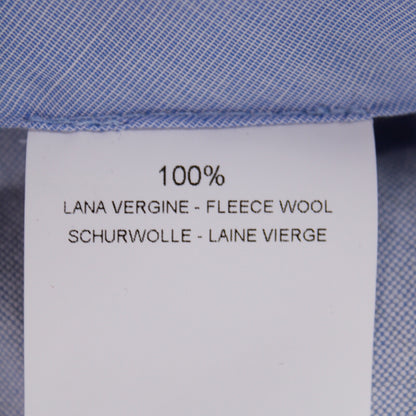 100%
LANA VERGINE - FLEECE WOOL
SCHURWOLLE - LAINE VIERGE